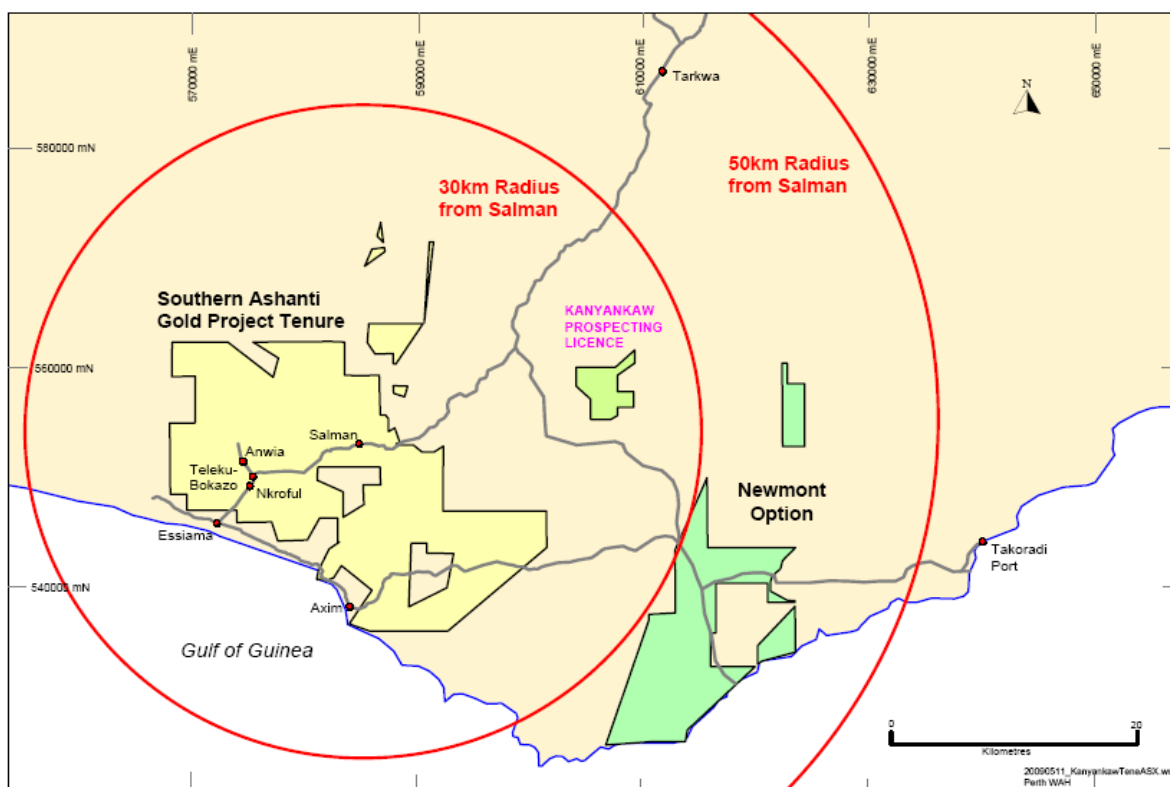 570000 mE
590000 mE
610000 mE
630000 mE
650000 mE
Tarkwa
N
580000 mN
30km Radius
from Salman
50km Radius
from Salman
Southern Ashanti
Gold Project Tenure
KANYANKAW
PROSPECTING
LICENCE
560000 mN
Salman
Anwia
Teleku-
Bokazo
Nkroful
Newmont
Option
Essiama
Takoradi
Port
540000 mN
Axim
Gulf of Guinea
0
20
Kilometres
20090511_KanyankawTeneASX.wo
Perth WAH